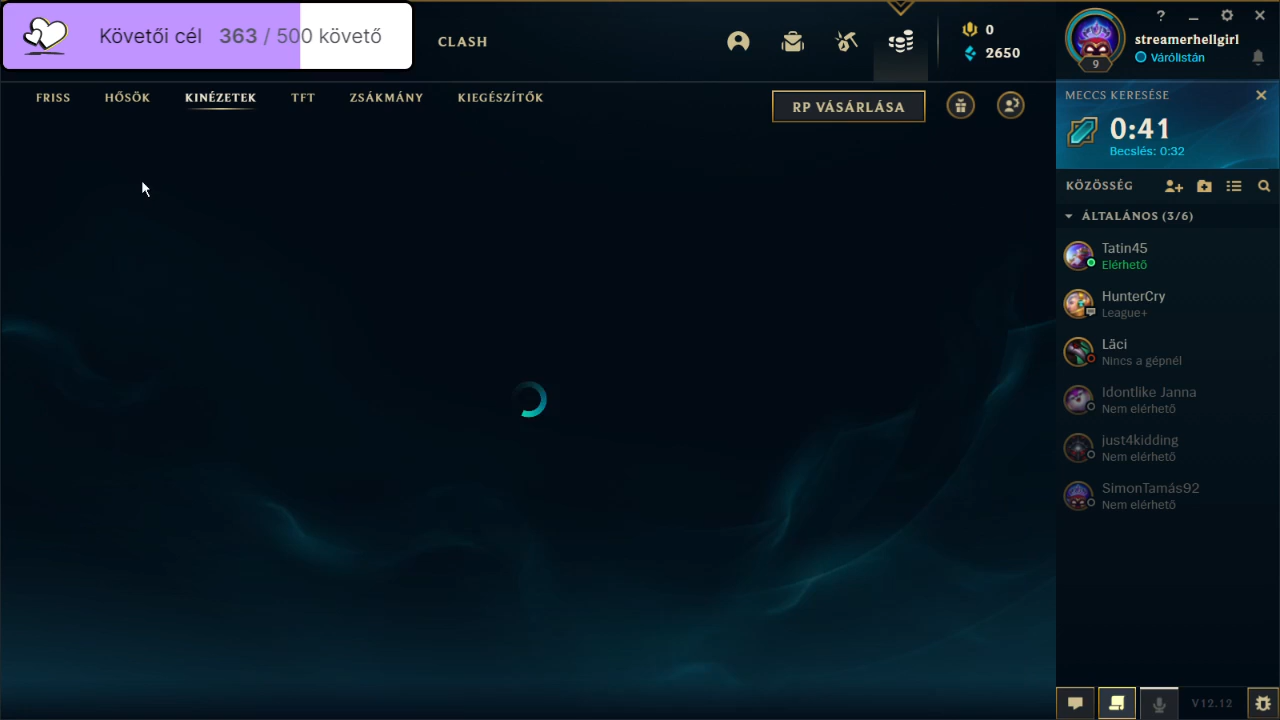 Követői cél 363 / 500 követő
CLASH
0
2650
?
streamerhellgirl
Várólistán
9
FRISS
HŐSÖK
KINÉZETEK
TFT
ZSÁKMÁNY
KIEGÉSZÍTŐK
RP VÁSÁRLÁSA
MECCS KERESÉSE
0:41
Becslés: 0:32
KÖZÖSSÉG
ÁLTALÁNOS (3/6)
Tatin45
Elérhető
HunterCry
League+
Lăci
Nincs a gépnél
Idontlike Janna
Nem elérhető
just4kidding
Nem elérhető
SimonTamás92
Nem elérhető
V12.12